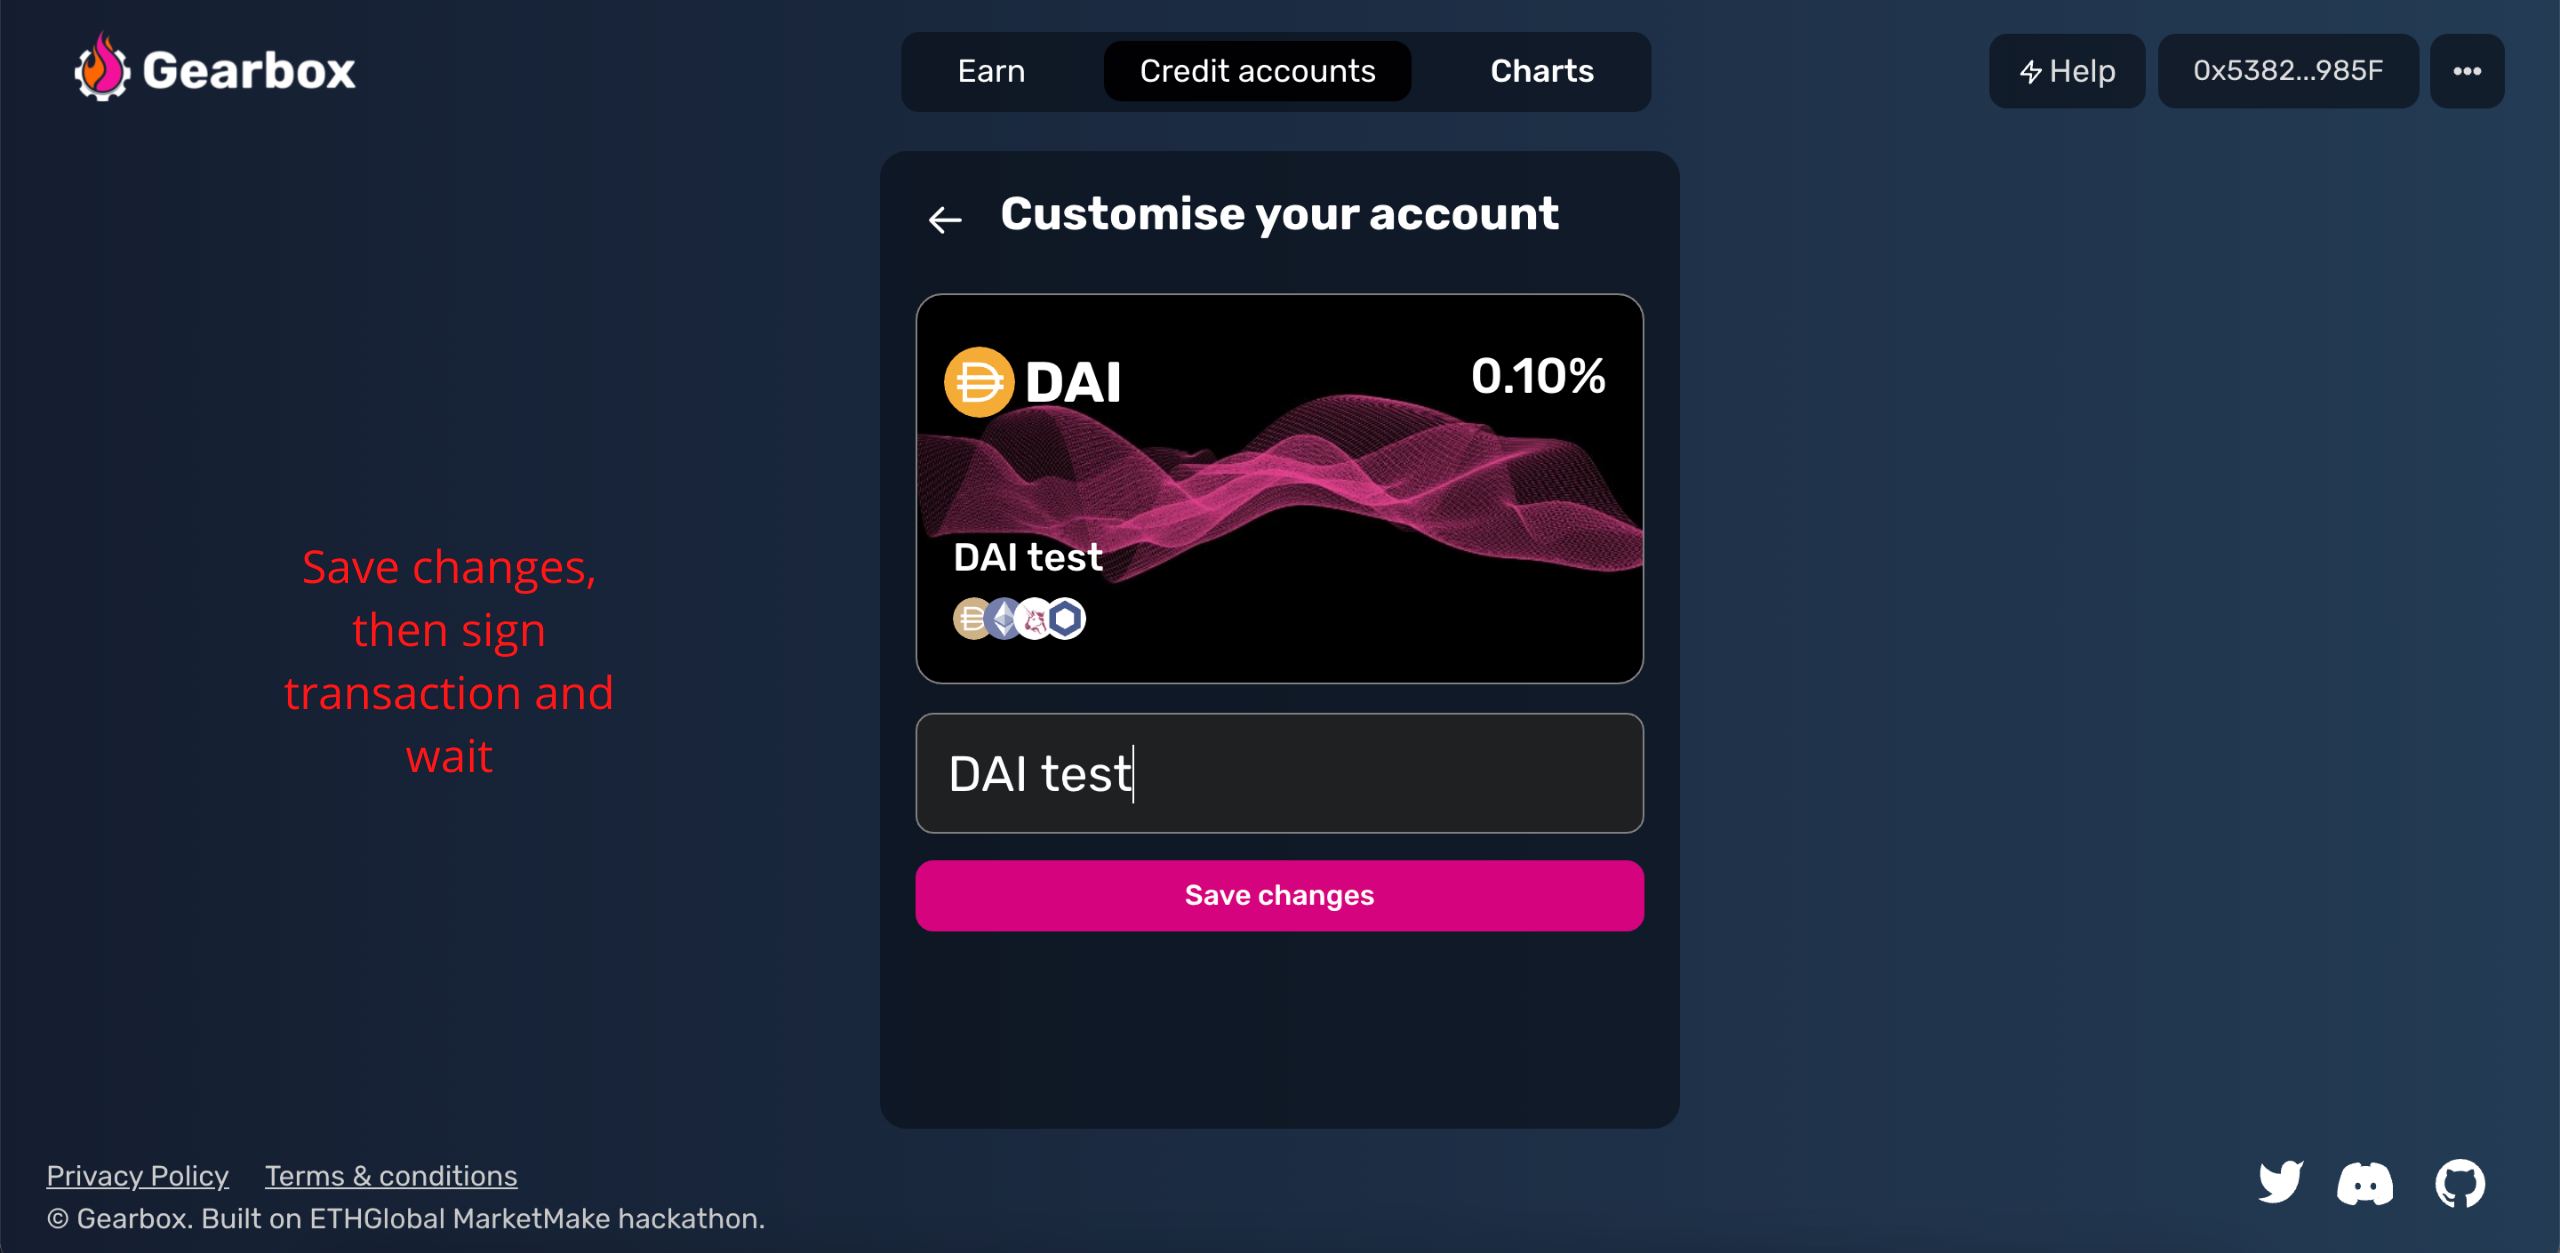 Gearbox
Earn
Credit accounts
Charts
Help
0x5382...985F
Customise your account
DAI
0.10%
DAI test
DAI test
Save changes
Save changes,
then sign
transaction and
wait
Privacy Policy
Terms & conditions
© Gearbox. Built on ETHGlobal MarketMake hackathon.